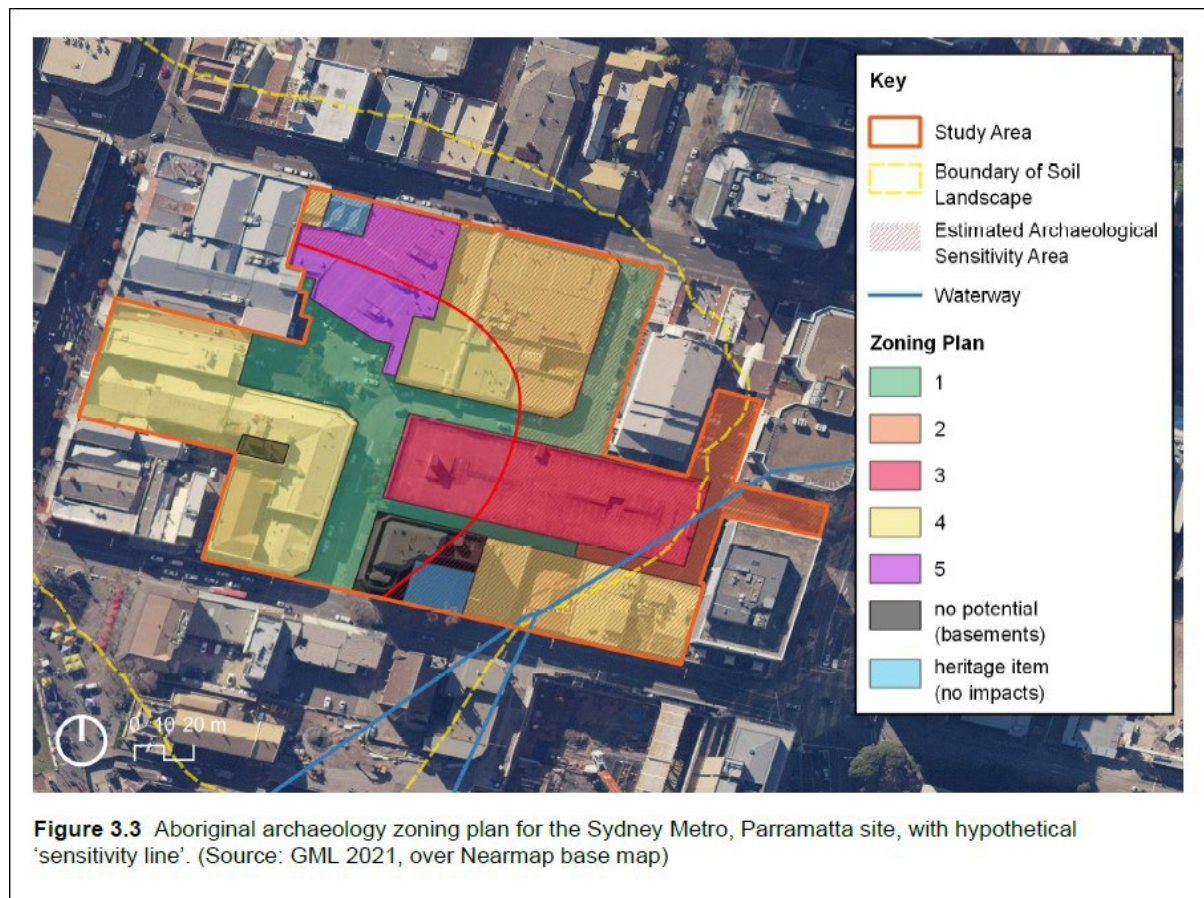 Key
Study Area
Boundary of Soil
Landscape
Estimated Archaeological
Sensitivity Area
Waterway
Zoning Plan
1
2
3
4
5
no potential
(basements)
heritage item
(no impacts)
0 10 20 m
Figure 3.3 Aboriginal archaeology zoning plan for the Sydney Metro, Parramatta site, with hypothetical
‘sensitivity line’. (Source: GML 2021, over Nearmap base map)